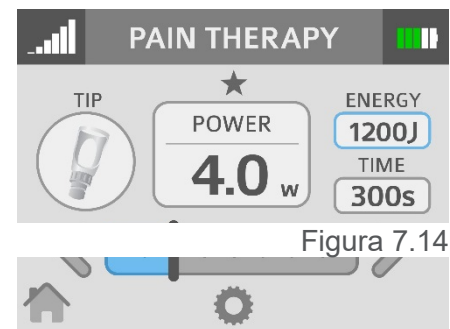 PAIN THERAPY
TIP
POWER
4.0 w
ENERGY
1200J
TIME
300s
Figura 7.14